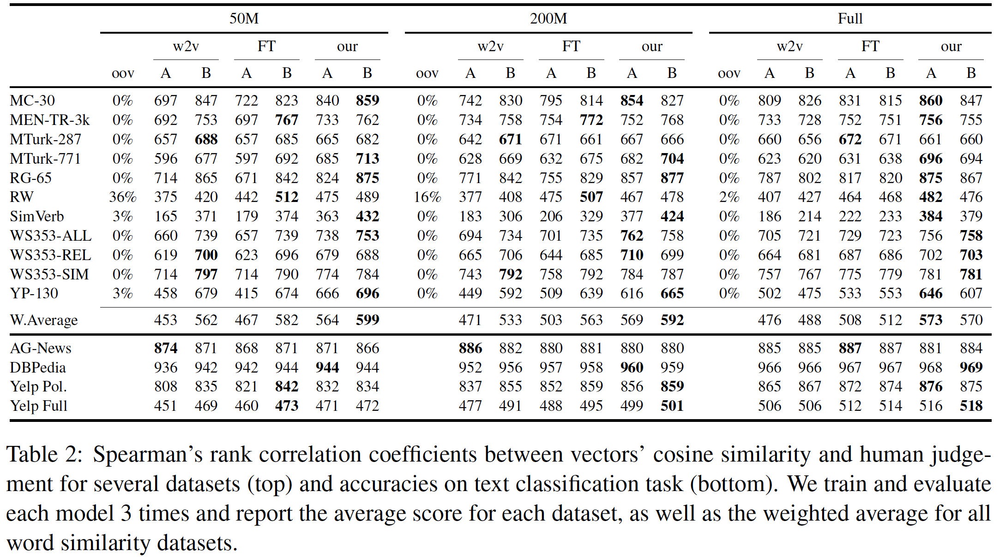 50M 200M Full
w2v FT our w2v FT our w2v FT our
oov A B A B A B oov A B A B A B oov A B A B A B
MC-30 0% 697 847 722 823 840 859 0% 742 830 795 814 854 827 0% 809 826 831 815 860 847
MEN-TR-3k 0% 692 753 697 767 733 762 0% 734 758 754 772 752 768 0% 733 728 752 751 756 755
MTurk-287 0% 657 688 657 685 665 682 0% 642 671 671 661 667 666 0% 660 656 672 671 661 660
MTurk-771 0% 596 677 597 692 685 713 0% 628 669 632 675 682 704 0% 623 620 631 638 696 694
RG-65 0% 714 865 671 842 824 875 0% 771 842 755 829 857 877 0% 787 802 817 820 875 867
RW 36% 375 420 442 512 475 489 16% 377 408 475 507 467 478 2% 407 427 464 468 482 476
SimVerb 3% 165 371 179 374 363 432 0% 183 306 206 329 377 424 0% 186 214 222 233 384 379
WS353-ALL 0% 660 739 657 739 738 753 0% 694 734 701 735 762 758 0% 705 721 729 723 756 758
WS353-REL 0% 619 700 623 696 679 688 0% 665 706 644 685 710 699 0% 664 681 687 686 702 703
WS353-SIM 0% 714 797 714 790 774 784 0% 743 792 758 792 784 787 0% 757 767 775 779 781 781
YP-130 3% 458 679 415 674 666 696 0% 449 592 509 639 616 665 0% 502 475 533 553 646 607
W.Average 453 562 467 582 564 599 471 533 503 563 569 592 476 488 508 512 573 570
AG-News 874 871 868 871 871 866 886 882 880 881 880 880 885 885 887 887 881 884
DBPedia 936 942 942 944 944 944 952 956 957 958 960 959 966 966 967 967 968 969
Yelp Pol. 808 835 821 842 832 834 837 855 852 859 856 859 865 867 872 874 876 875
Yelp Full 451 469 460 473 471 472 477 491 488 495 499 501 506 506 512 514 516 518
Table 2: Spearman's rank correlation coefficients between vectors' cosine similarity and human judge-
ment for several datasets (top) and accuracies on text classification task (bottom). We train and evaluate
each model 3 times and report the average score for each dataset, as well as the weighted average for all
word similarity datasets.